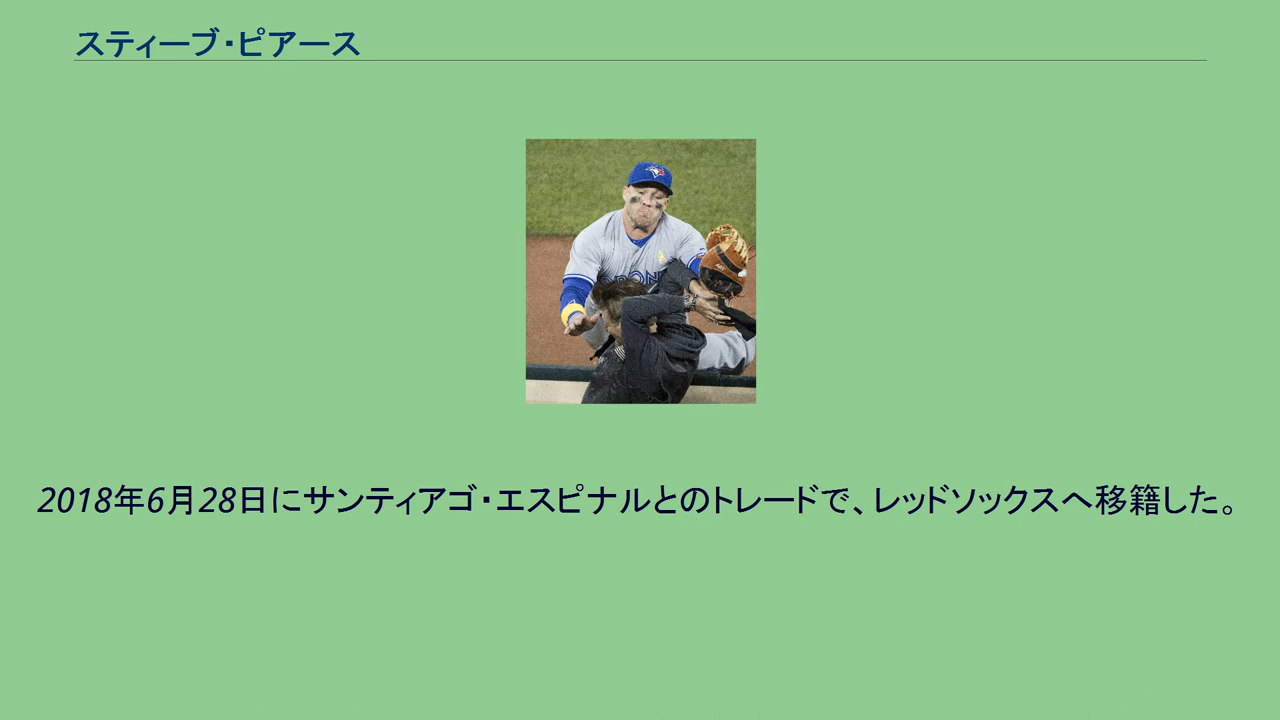 スティーブ・ピアース
2018年6月28日にサンティアゴ・エスピナルとのトレードで、レッドソックスへ移籍した。